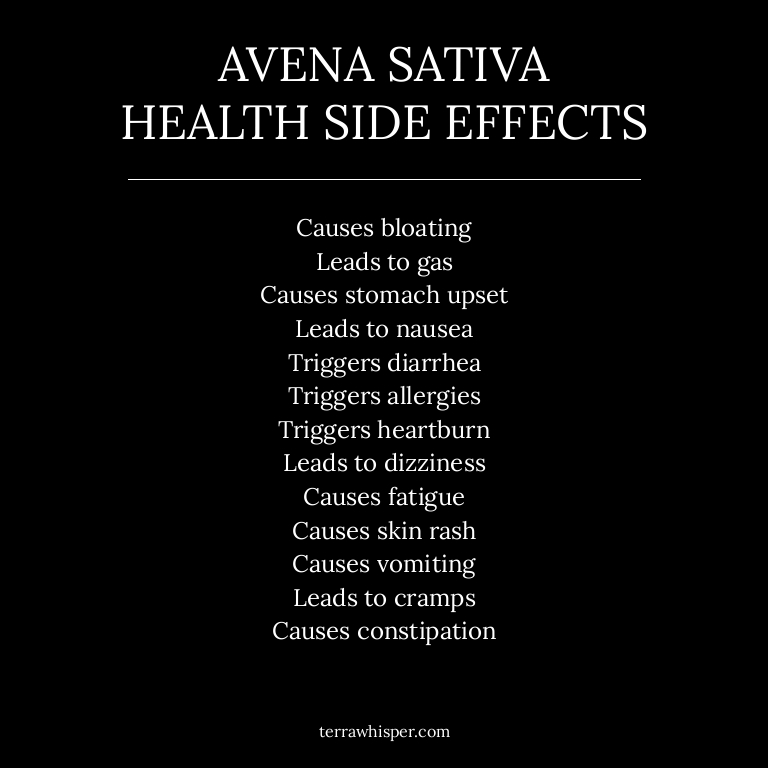 AVENA SATIVA
HEALTH SIDE EFFECTS
Causes bloating
Leads to gas
Causes stomach upset
Leads to nausea
Triggers diarrhea
Triggers allergies
Triggers heartburn
Leads to dizziness
Causes fatigue
Causes skin rash
Causes vomiting
Leads to cramps
Causes constipation
terrawhisper.com